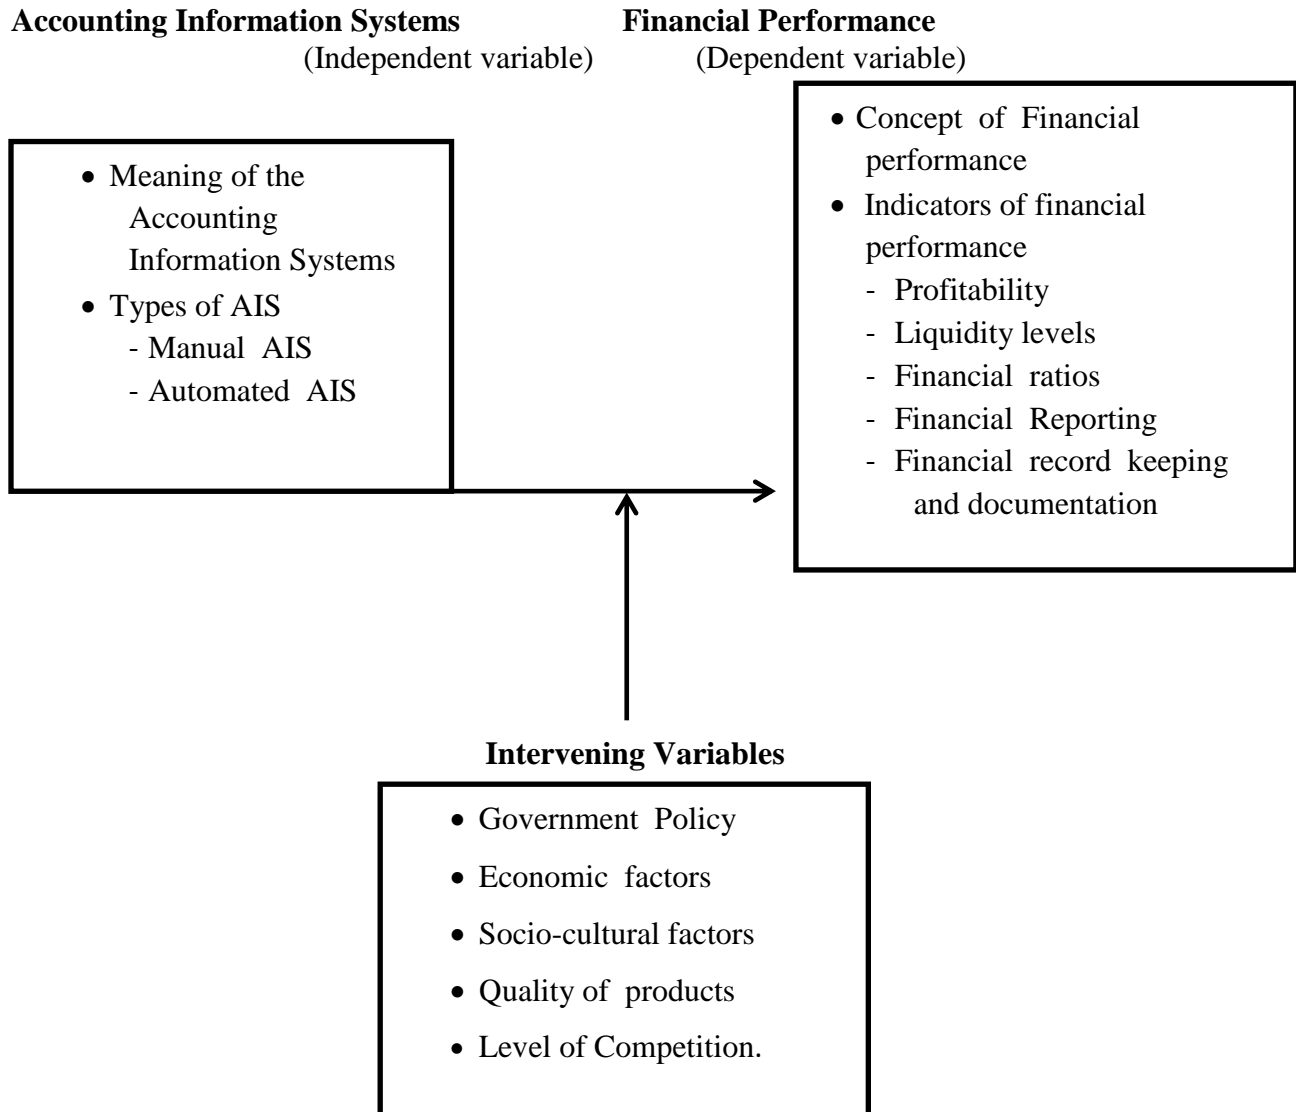 Accounting Information Systems
(Independent variable)
Financial Performance
(Dependent variable)
• Meaning of the
Accounting
Information Systems
• Types of AIS
- Manual AIS
- Automated AIS
• Concept of Financial
performance
• Indicators of financial
performance
- Profitability
- Liquidity levels
- Financial ratios
- Financial Reporting
- Financial record keeping
and documentation
Intervening Variables
• Government Policy
• Economic factors
• Socio-cultural factors
• Quality of products
• Level of Competition.